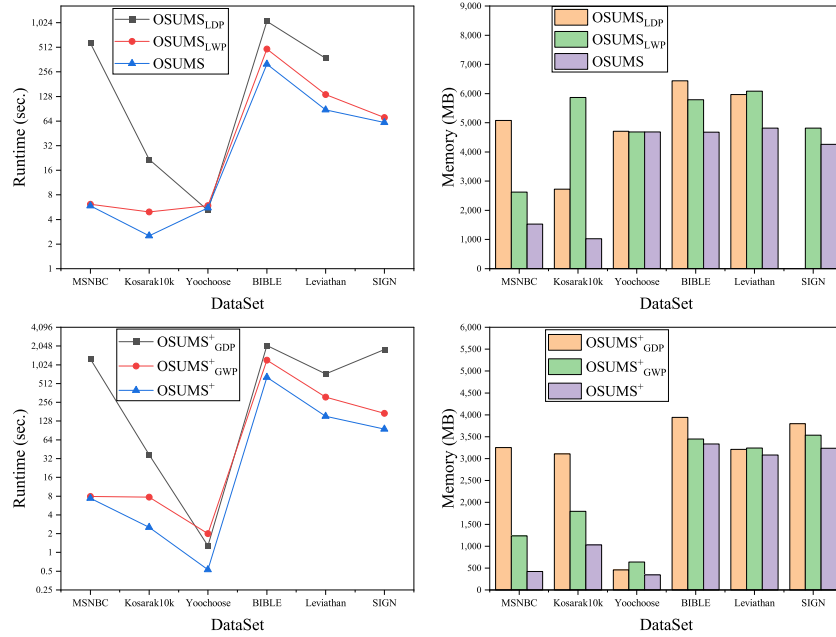 1,024
512
256
128
64
32
16
8
4
2
1
Runtime (sec.)
OSUMS_LDP
OSUMS_LWP
OSUMS
MSNBC Kosarak10k Yoochoose BIBLE Leviathan SIGN
DataSet
9,000
8,000
7,000
6,000
5,000
4,000
3,000
2,000
1,000
0
Memory (MB)
OSUMS_LDP
OSUMS_LWP
OSUMS
MSNBC Kosarak10k Yoochoose BIBLE Leviathan SIGN
DataSet
4,096
2,048
1,024
512
256
128
64
32
16
8
4
2
1
0.5
0.25
Runtime (sec.)
OSUMS⁺_GDP
OSUMS⁺_GWP
OSUMS⁺
MSNBC Kosarak10k Yoochoose BIBLE Leviathan SIGN
DataSet
6,000
5,500
5,000
4,500
4,000
3,500
3,000
2,500
2,000
1,500
1,000
500
0
Memory (MB)
OSUMS⁺_GDP
OSUMS⁺_GWP
OSUMS⁺
MSNBC Kosarak10k Yoochoose BIBLE Leviathan SIGN
DataSet